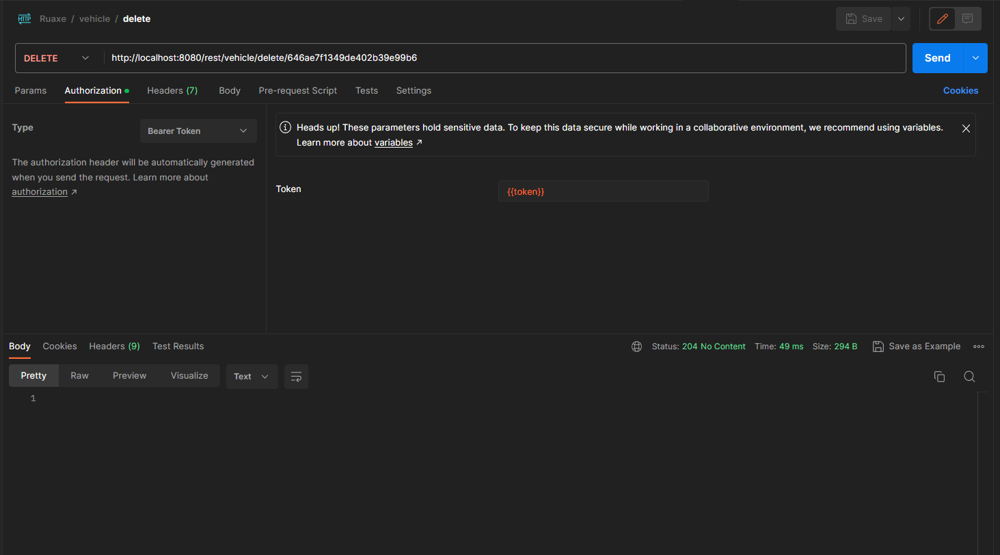 HTTP Ruaxe / vehicle / delete Save
DELETE http://localhost:8080/rest/vehicle/delete/646ae7f1349de402b39e99b6 Send
Params Authorization Headers (7) Body Pre-request Script Tests Settings Cookies
Type Bearer Token
The authorization header will be automatically generated
when you send the request. Learn more about
authorization ↗
Heads up! These parameters hold sensitive data. To keep this data secure while working in a collaborative environment, we recommend using variables.
Learn more about variables ↗
Token {{token}}
Body Cookies Headers (9) Test Results Status: 204 No Content Time: 49 ms Size: 294 B Save as Example
Pretty Raw Preview Visualize Text
1